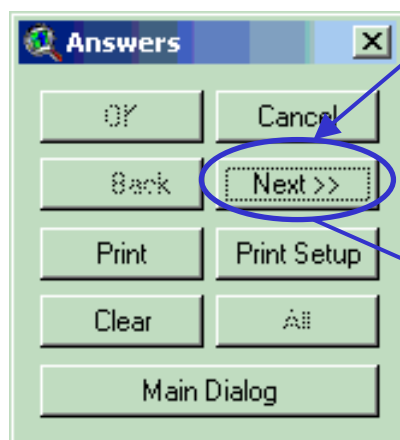 Answers
OK Cancel
Back Next >>
Print Print Setup
Clear All
Main Dialog